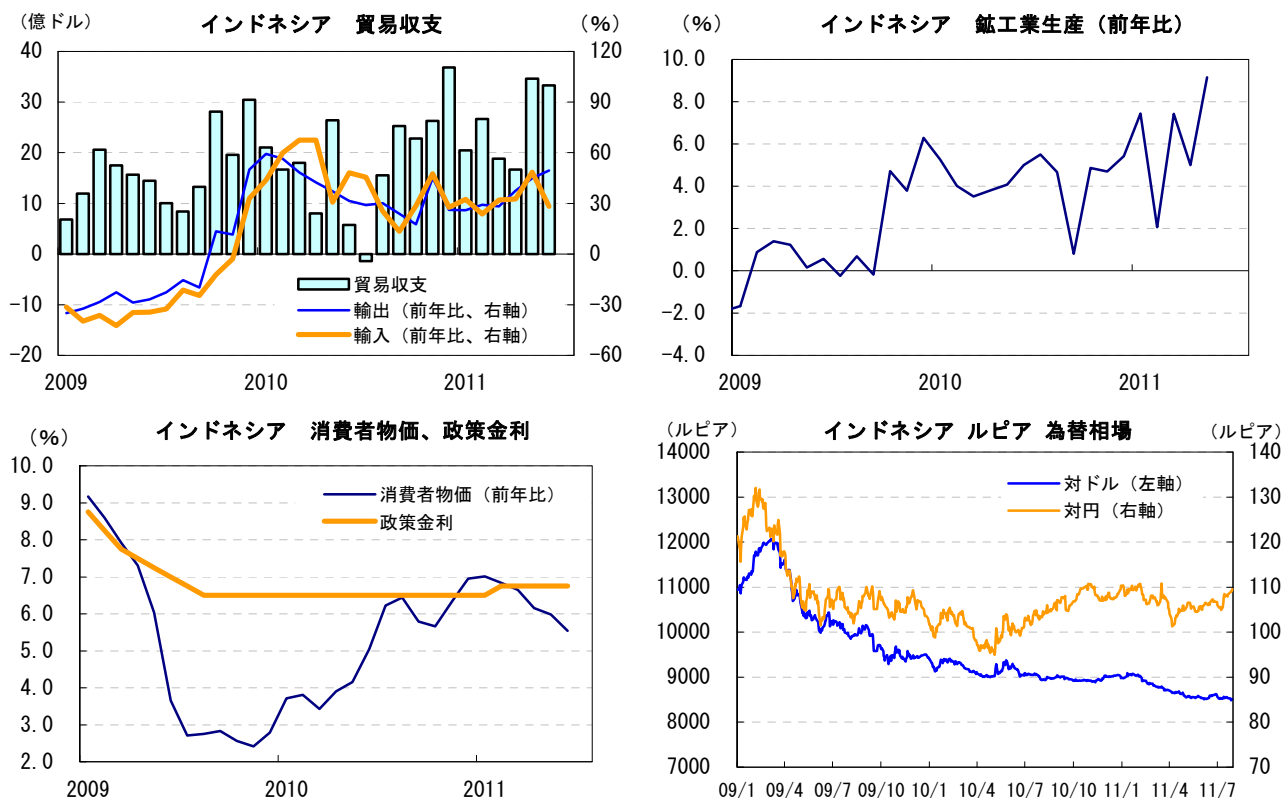 インドネシア 貿易収支
(億ドル)
(%)
40
30
20
10
0
-10
-20
120
90
60
30
0
-30
-60
貿易収支
輸出（前年比、右軸）
輸入（前年比、右軸）
2009 2010 2011
インドネシア 鉱工業生産（前年比）
(%)
10.0
8.0
6.0
4.0
2.0
0.0
-2.0
-4.0
2009 2010 2011
インドネシア 消費者物価、政策金利
(%)
10.0
9.0
8.0
7.0
6.0
5.0
4.0
3.0
2.0
消費者物価（前年比）
政策金利
2009 2010 2011
インドネシア ルピア 為替相場
(ルピア)
(ルピア)
14000
13000
12000
11000
10000
9000
8000
7000
140
130
120
110
100
90
80
70
対ドル（左軸）
対円（右軸）
09/1 09/4 09/7 09/10 10/1 10/4 10/7 10/10 11/1 11/4 11/7